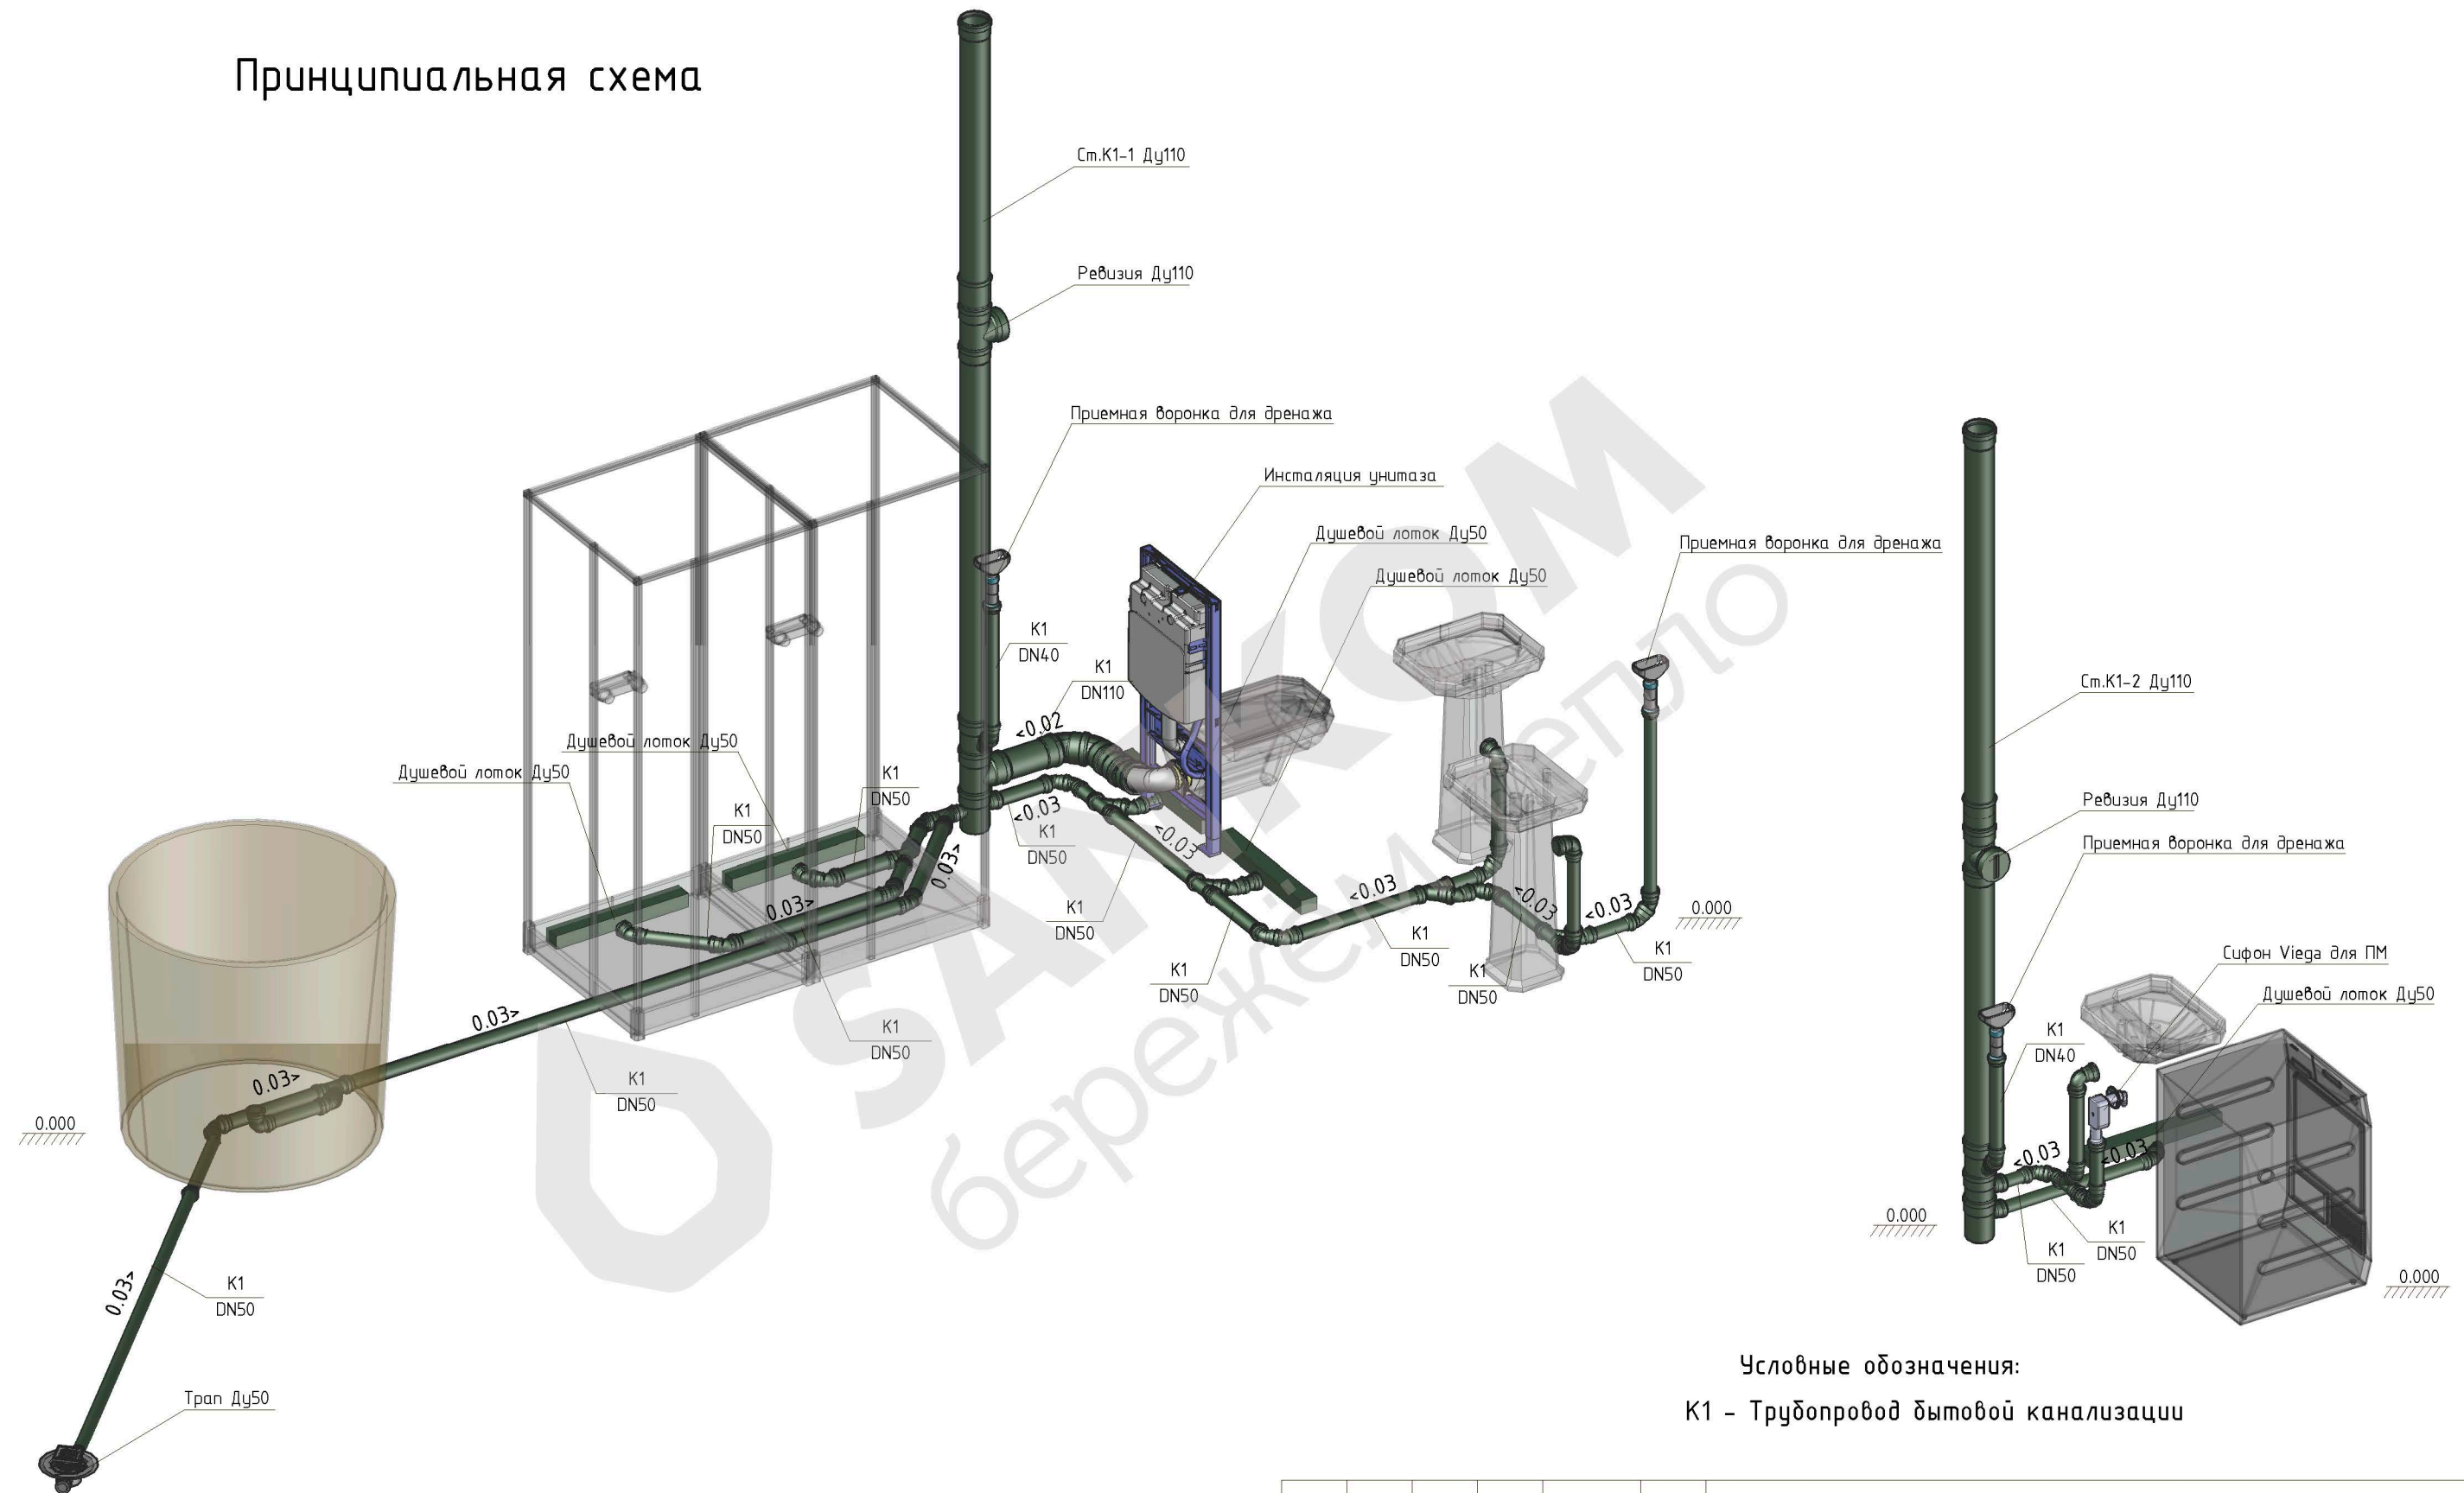 Принципиальная схема
Ст.К1-1 Ду110
Ревизия Ду110
Приемная воронка для дренажа
Инсталяция унитаза
Душевой лоток Ду50
Приемная воронка для дренажа
Душевой лоток Ду50
К1
DN40
К1
DN110
Ст.К1-2 Ду110
<0.02
Душевой лоток Ду50
Душевой лоток Ду50
К1
DN50
К1
DN50
<0.03
К1
DN50
<0.03
0.03>
Ревизия Ду110
Приемная воронка для дренажа
<0.03
<0.03
<0.03
0.03>
0.000
К1
DN50
К1
DN50
К1
DN50
К1
DN50
К1
DN50
Сифон Viega для ПМ
Душевой лоток Ду50
0.03>
К1
DN50
К1
DN40
0.03>
К1
DN50
0.000
<0.03
<0.03
0.000
К1
DN50
К1
DN50
0.03>
К1
DN50
0.000
Трап Ду50
Условные обозначения:
К1 - Трубопровод бытовой канализации
SANKOM
бережём тепло